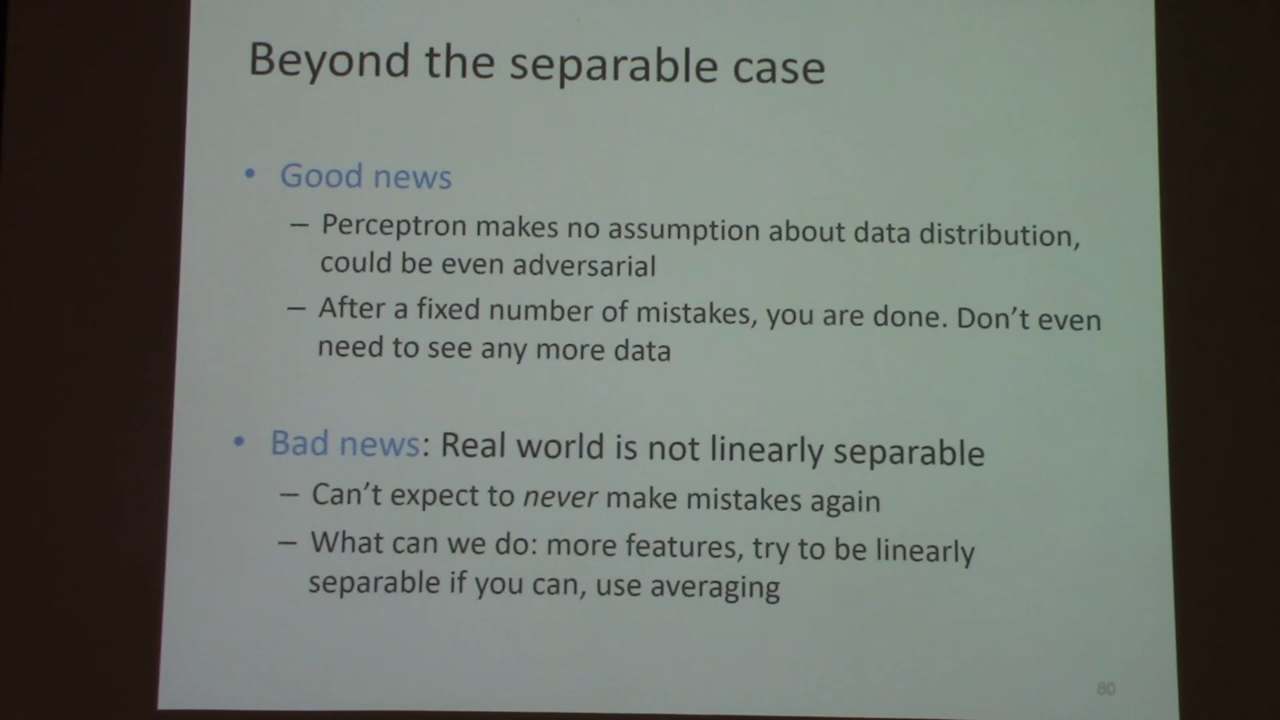 Beyond the separable case
• Good news
– Perceptron makes no assumption about data distribution,
could be even adversarial
– After a fixed number of mistakes, you are done. Don't even
need to see any more data
• Bad news: Real world is not linearly separable
– Can't expect to never make mistakes again
– What can we do: more features, try to be linearly
separable if you can, use averaging
80